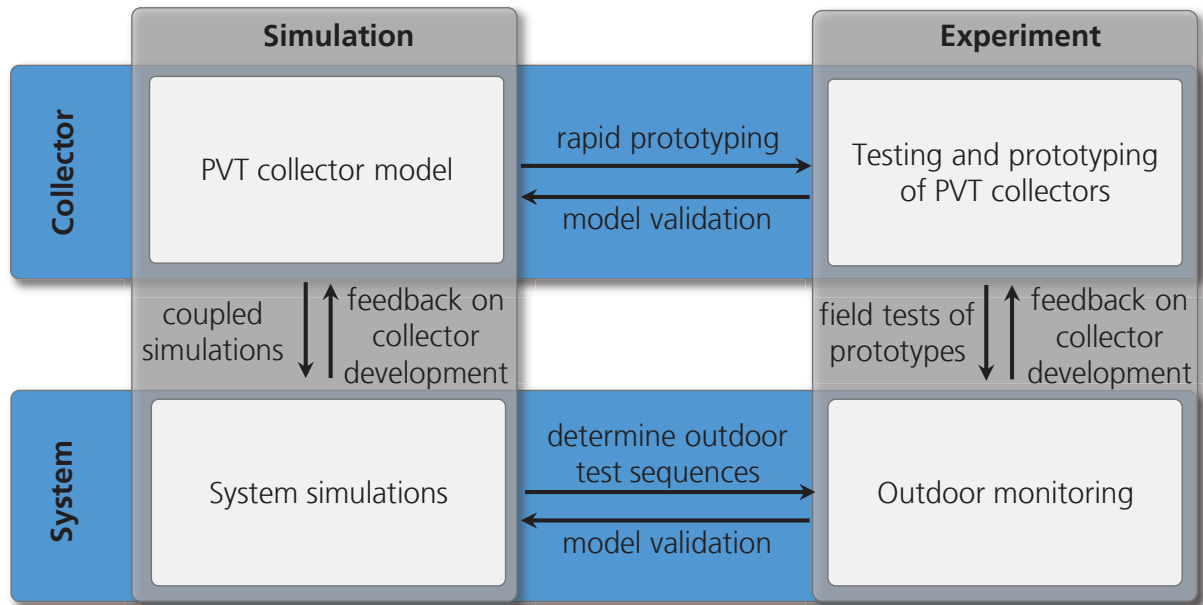 Simulation
Experiment
Collector
PVT collector model
rapid prototyping
model validation
Testing and prototyping
of PVT collectors
coupled
simulations
feedback on
collector
development
field tests of
prototypes
feedback on
collector
development
System
System simulations
determine outdoor
test sequences
model validation
Outdoor monitoring